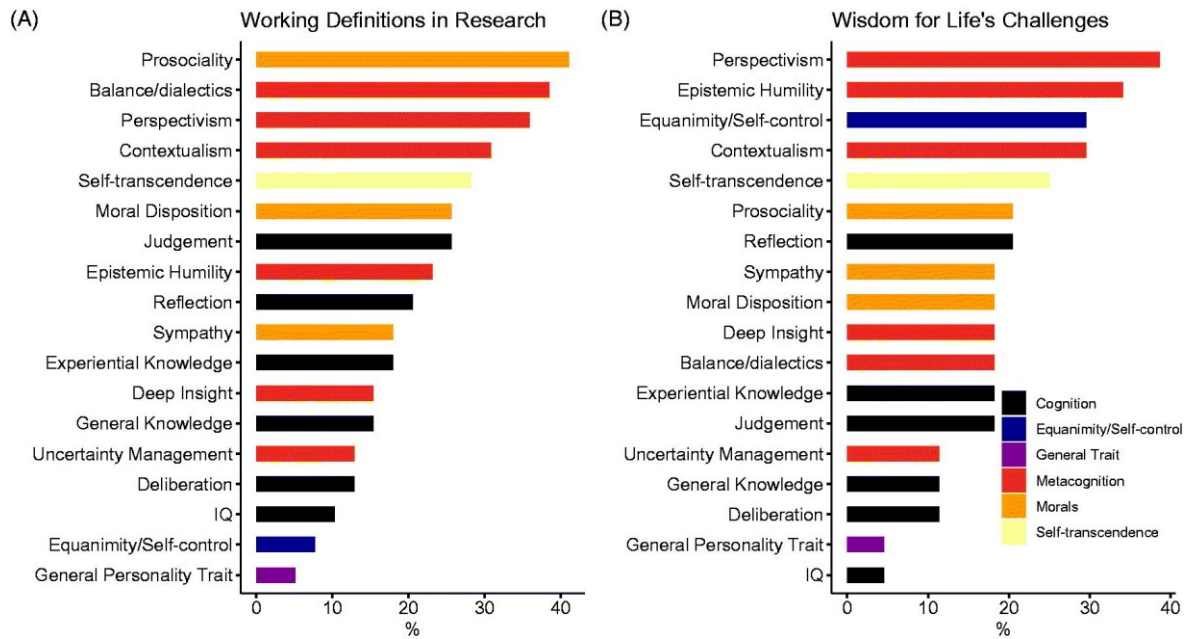 (A)
Working Definitions in Research
Prosociality
Balance/dialectics
Perspectivism
Contextualism
Self-transcendence
Moral Disposition
Judgement
Epistemic Humility
Reflection
Sympathy
Experiential Knowledge
Deep Insight
General Knowledge
Uncertainty Management
Deliberation
IQ
Equanimity/Self-control
General Personality Trait
0 10 20 30 40
%
(B)
Wisdom for Life's Challenges
Perspectivism
Epistemic Humility
Equanimity/Self-control
Contextualism
Self-transcendence
Prosociality
Reflection
Sympathy
Moral Disposition
Deep Insight
Balance/dialectics
Experiential Knowledge
Judgement
Uncertainty Management
General Knowledge
Deliberation
General Personality Trait
IQ
0 10 20 30 40
%
Cognition
Equanimity/Self-control
General Trait
Metacognition
Morals
Self-transcendence